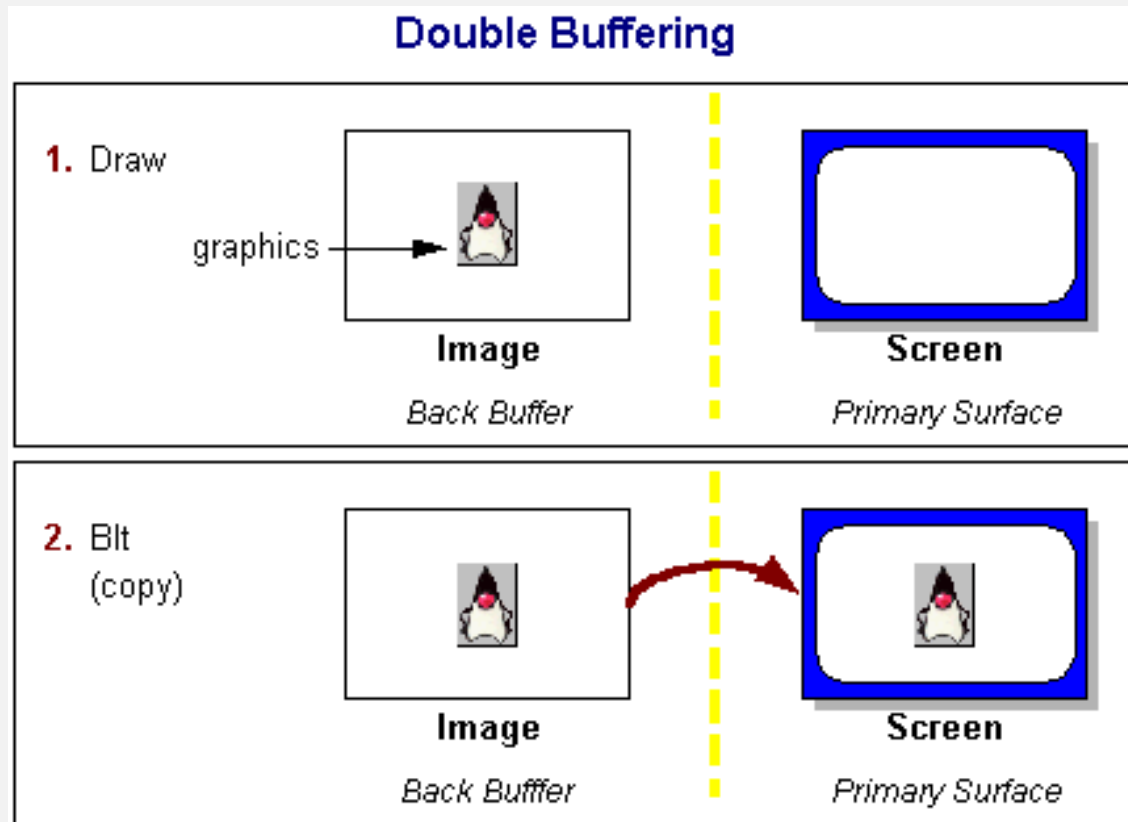 Double Buffering
1. Draw
graphics
Image
Screen
Back Buffer
Primary Surface
2. Blt
(copy)
Image
Screen
Back Bufffer
Primary Surface